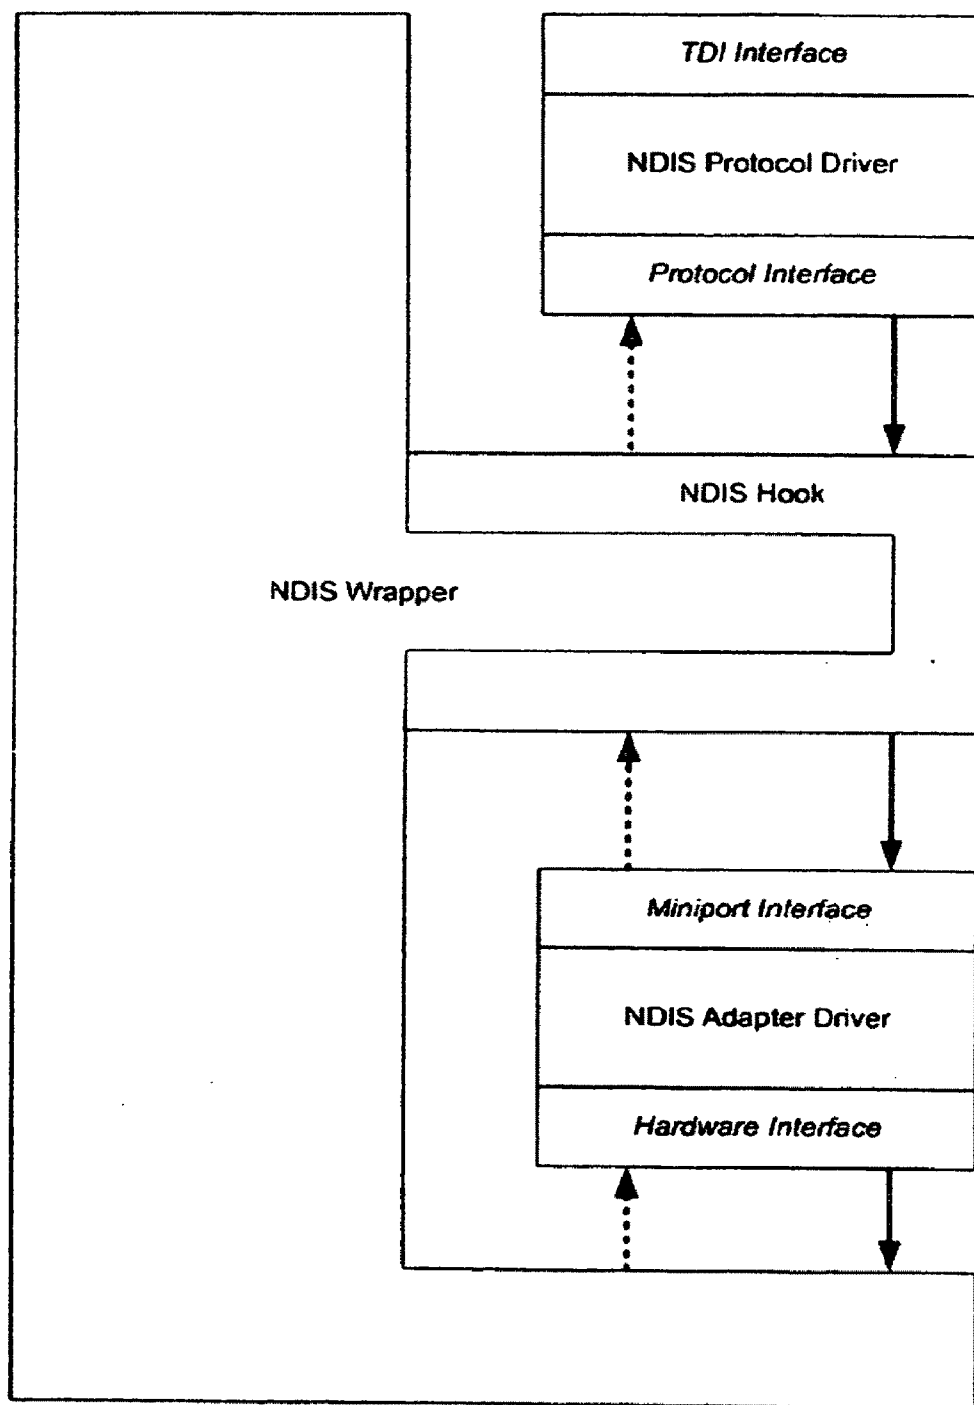 TDI Interface
NDIS Protocol Driver
Protocol Interface
NDIS Hook
NDIS Wrapper
Miniport Interface
NDIS Adapter Driver
Hardware Interface